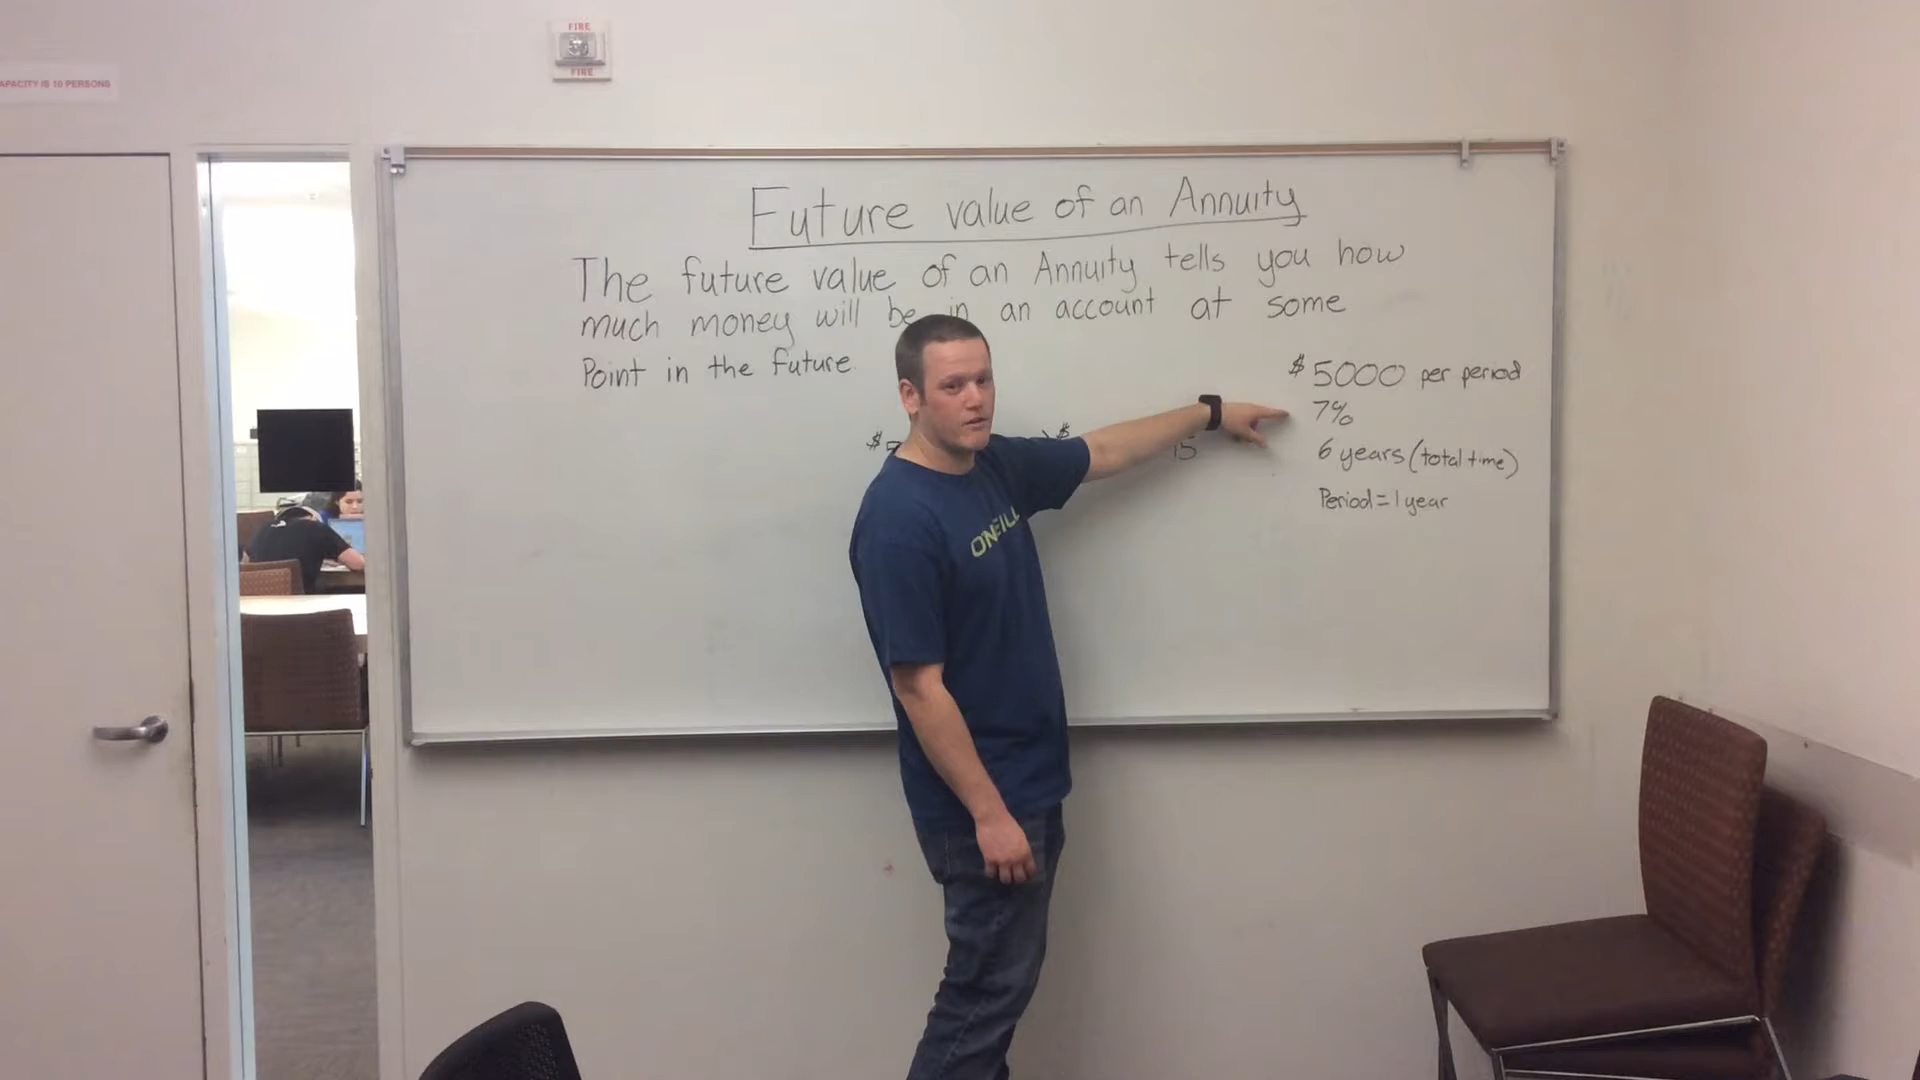 FIRE
FIRE
APACITY IS 10 PERSONS
Future value of an Annuity
The future value of an Annuity tells you how
much money will be in an account at some
Point in the future
$5000 per period
7%
$ $ 15
6 years (total time)
Period = 1 year
O'NEILL